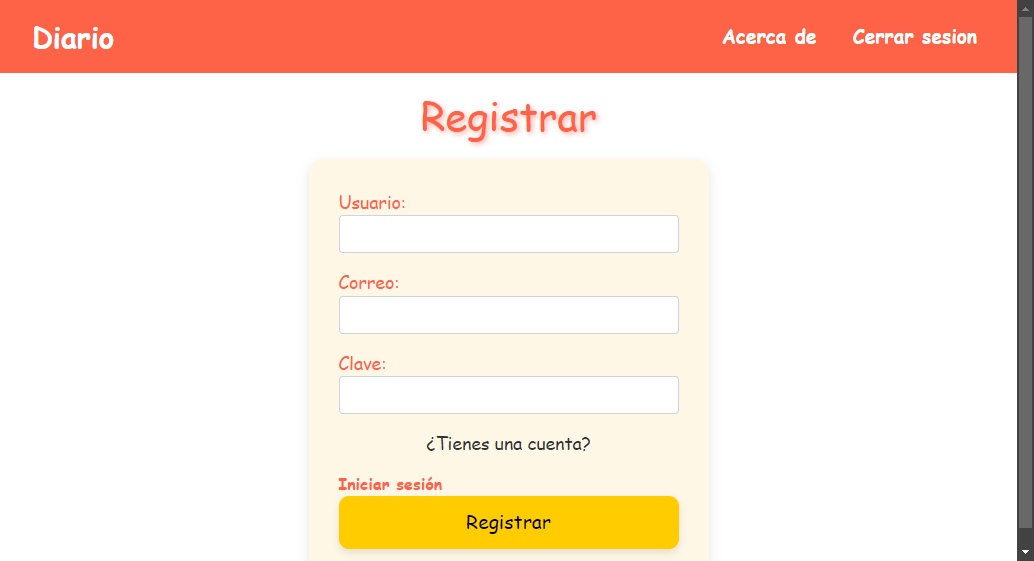 Diario
Acerca de
Cerrar sesion
Registrar
Usuario:
Correo:
Clave:
¿Tienes una cuenta?
Iniciar sesión
Registrar